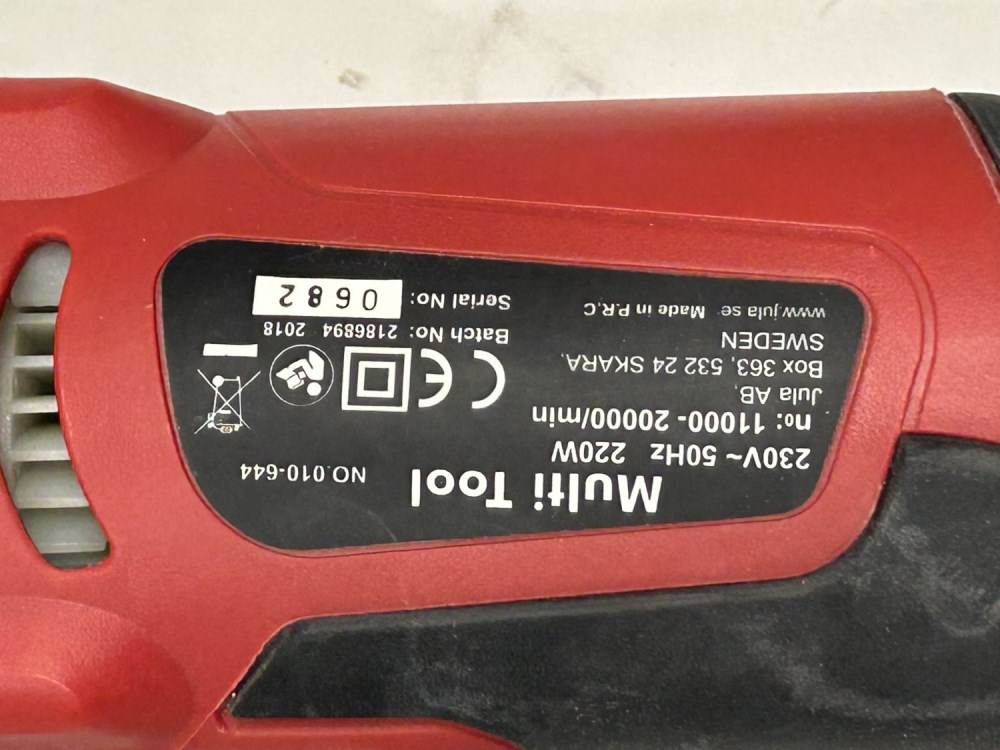 Multi Tool NO.010-644
230V~ 50Hz 220W
no: 11000-20000/min
Jula AB,
Box 363, 532 24 SKARA,
SWEDEN
www.jula se Made in P.R,C
CE
Batch No: 2186894 2018
Serial No: 0682